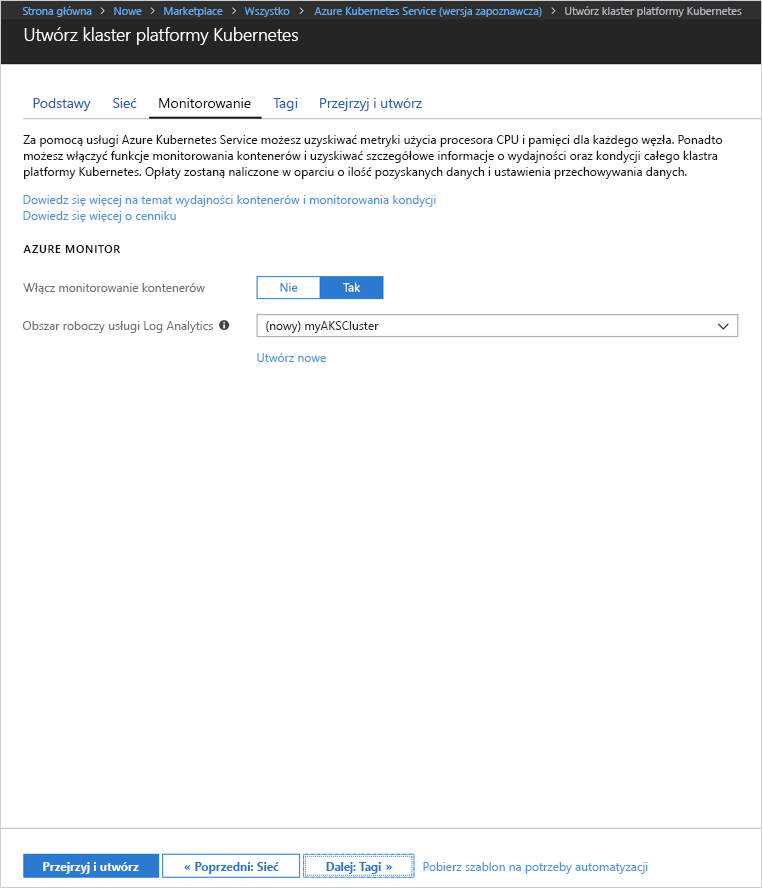 Strona główna > Nowe > Marketplace > Wszystko > Azure Kubernetes Service (wersja zapoznawcza) > Utwórz klaster platformy Kubernetes
Utwórz klaster platformy Kubernetes
Podstawy Sieć Monitorowanie Tagi Przejrzyj i utwórz
Za pomocą usługi Azure Kubernetes Service możesz uzyskiwać metryki użycia procesora CPU i pamięci dla każdego węzła. Ponadto
możesz włączyć funkcje monitorowania kontenerów i uzyskiwać szczegółowe informacje o wydajności oraz kondycji całego klastra
platformy Kubernetes. Opłaty zostaną naliczone w oparciu o ilość pozyskanych danych i ustawienia przechowywania danych.
Dowiedz się więcej na temat wydajności kontenerów i monitorowania kondycji
Dowiedz się więcej o cenniku
AZURE MONITOR
Włącz monitorowanie kontenerów Nie Tak
Obszar roboczy usługi Log Analytics (nowy) myAKSCluster
Utwórz nowe
Przejrzyj i utwórz « Poprzedni: Sieć Dalej: Tagi » Pobierz szablon na potrzeby automatyzacji